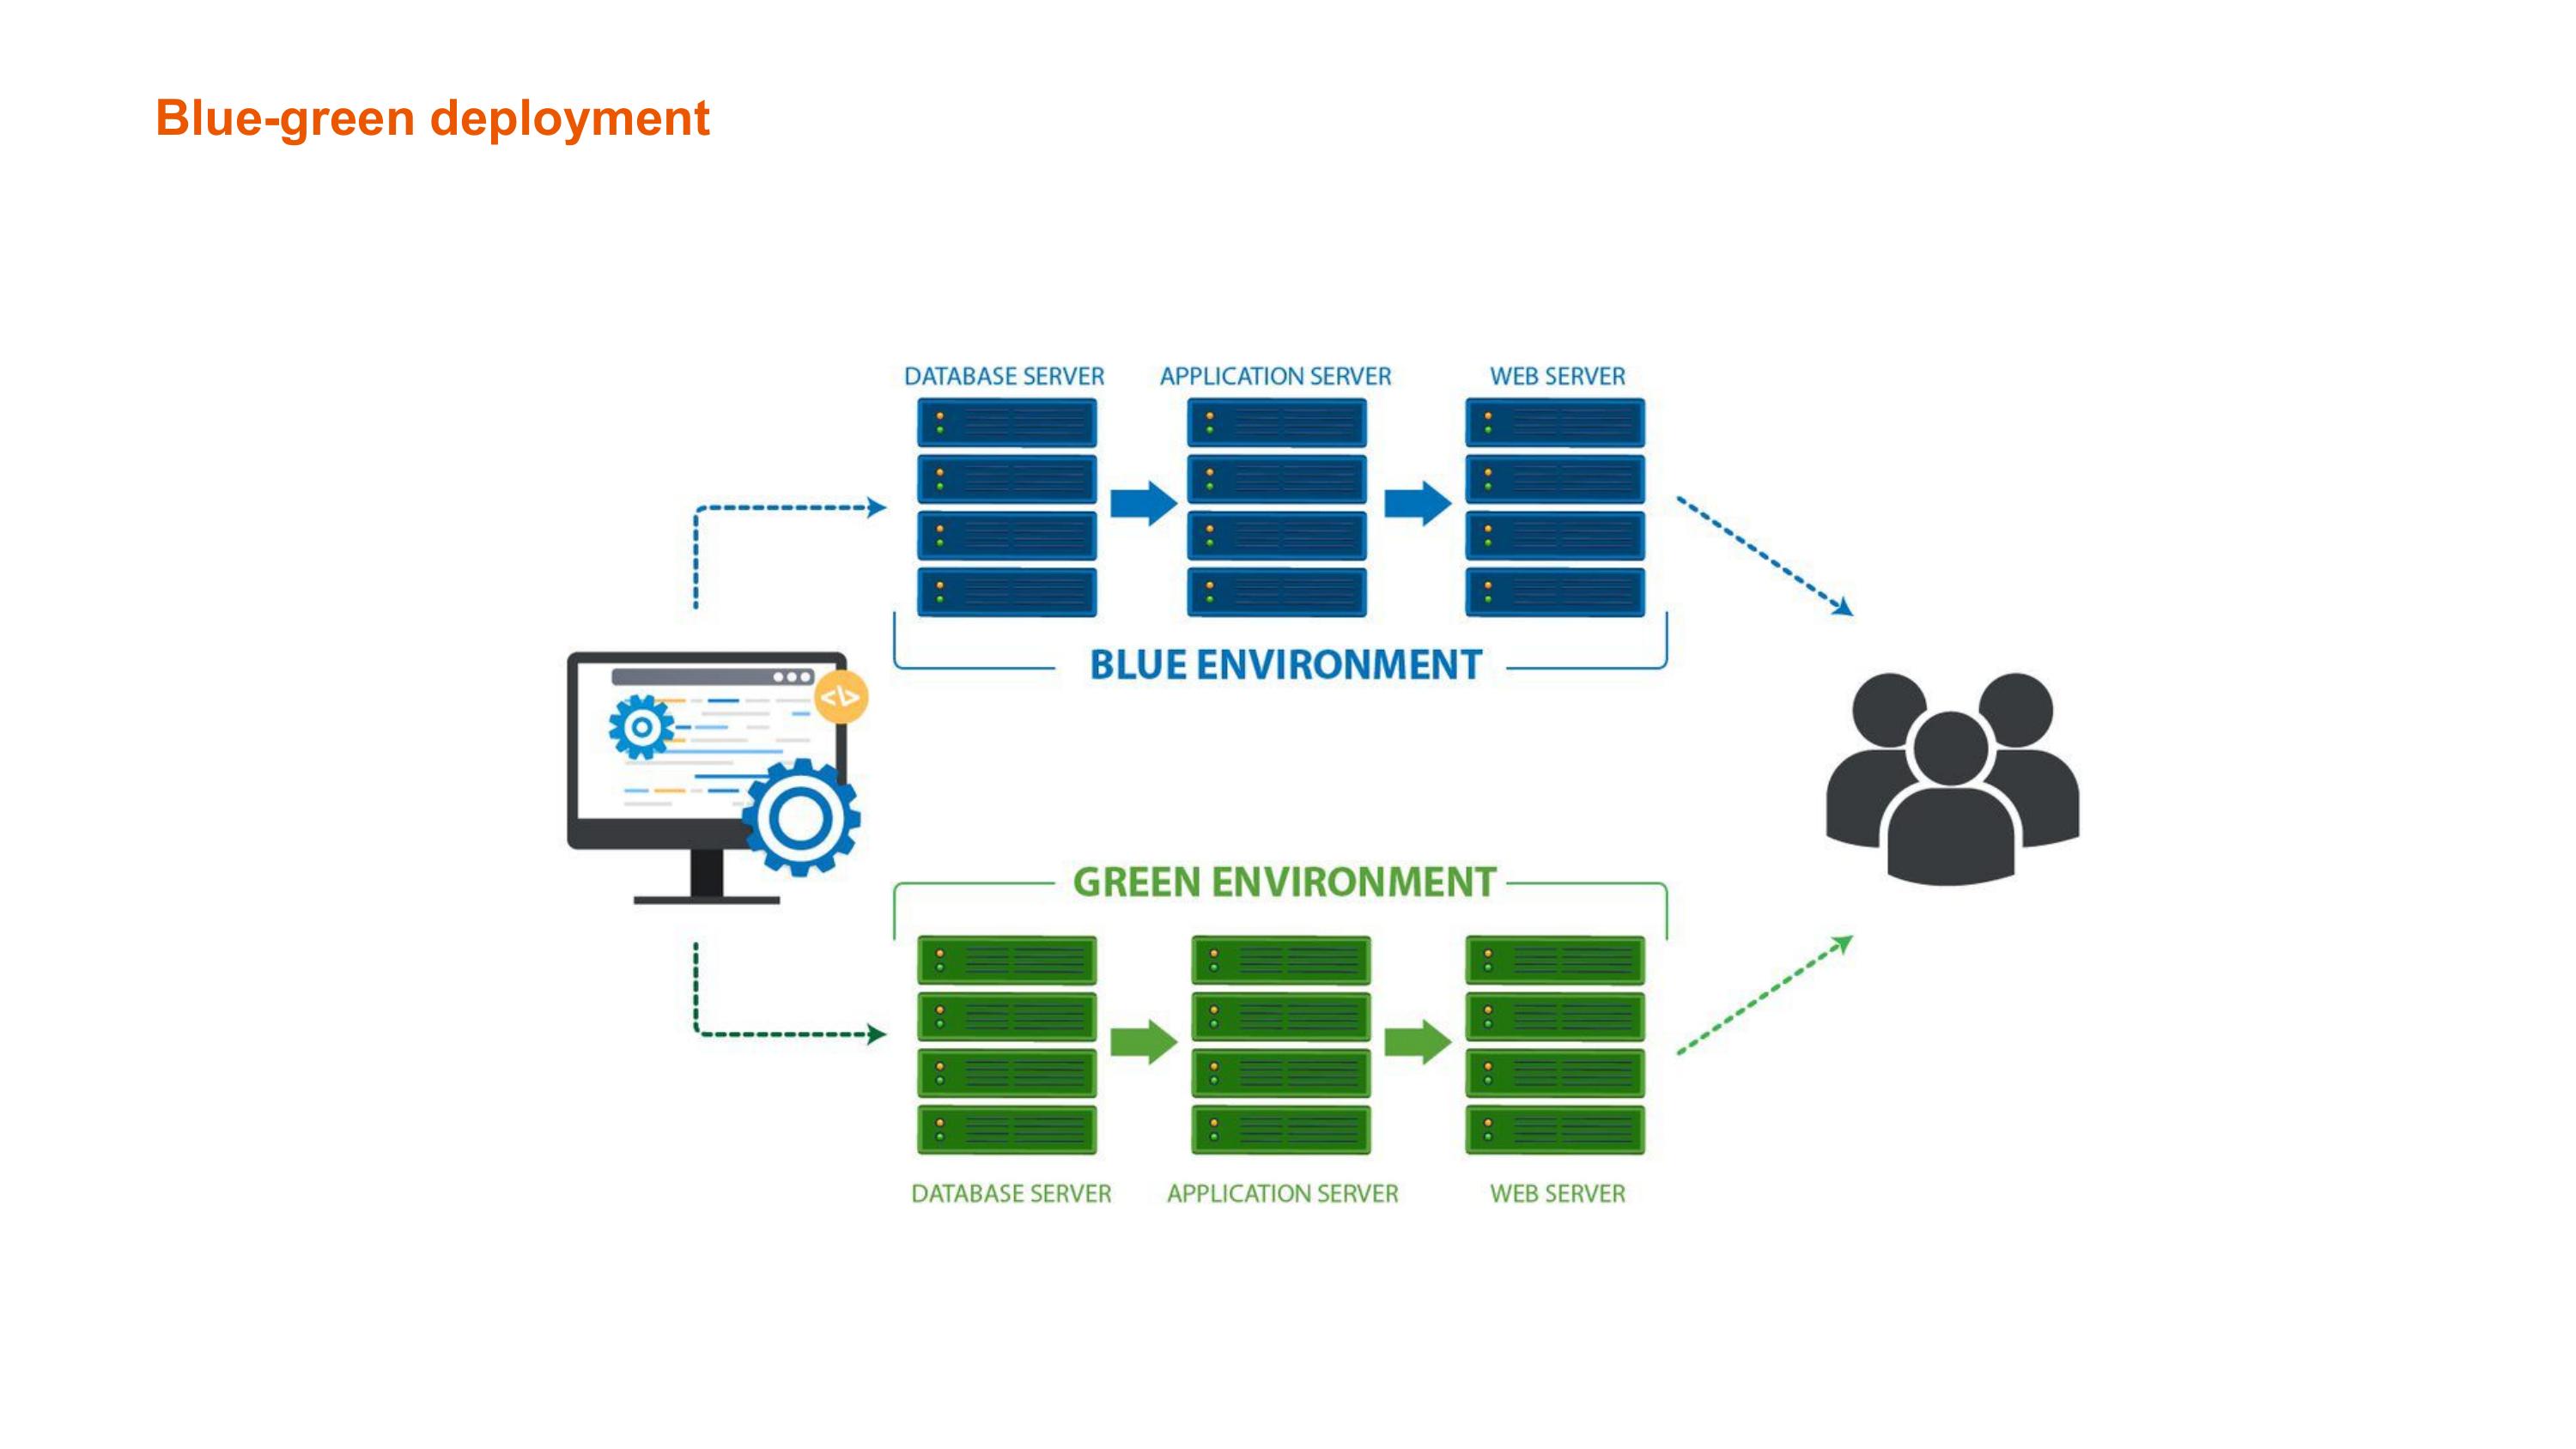 Blue-green deployment
DATABASE SERVER
APPLICATION SERVER
WEB SERVER
BLUE ENVIRONMENT
</>
GREEN ENVIRONMENT
DATABASE SERVER
APPLICATION SERVER
WEB SERVER